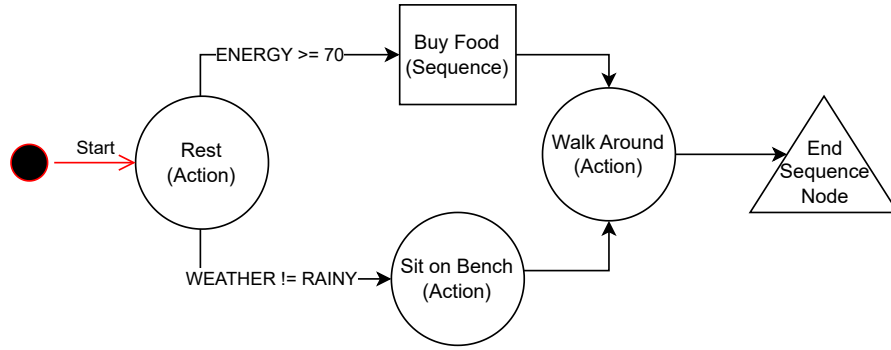 Start
Rest
(Action)
ENERGY >= 70
Buy Food
(Sequence)
WEATHER != RAINY
Sit on Bench
(Action)
Walk Around
(Action)
End
Sequence
Node